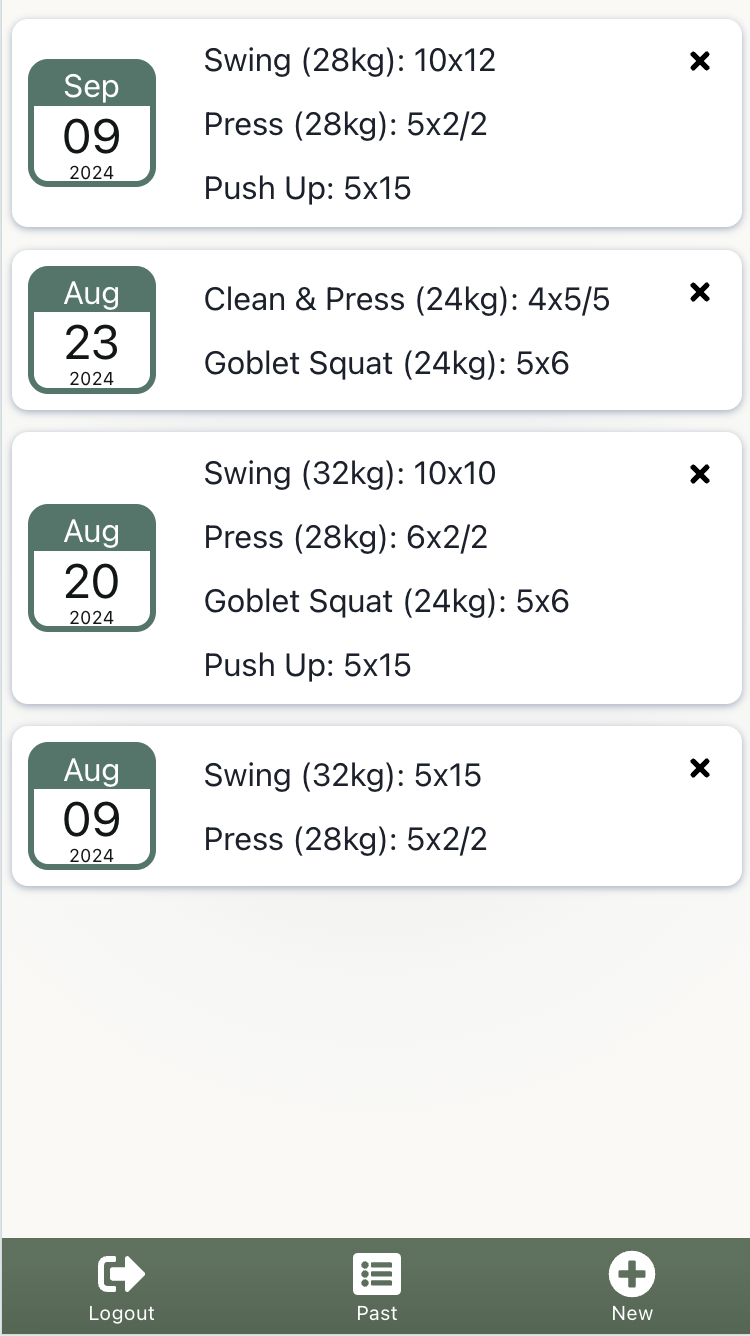 Sep
09
2024
Swing (28kg): 10x12
Press (28kg): 5x2/2
Push Up: 5x15
Aug
23
2024
Clean & Press (24kg): 4x5/5
Goblet Squat (24kg): 5x6
Aug
20
2024
Swing (32kg): 10x10
Press (28kg): 6x2/2
Goblet Squat (24kg): 5x6
Push Up: 5x15
Aug
09
2024
Swing (32kg): 5x15
Press (28kg): 5x2/2
Logout
Past
New